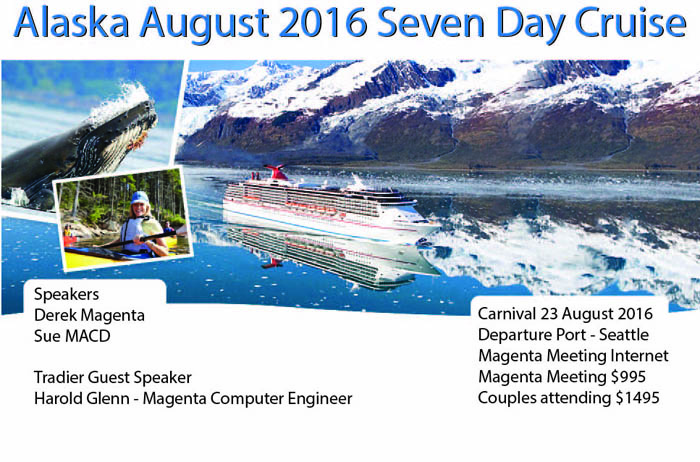 Alaska August 2016 Seven Day Cruise
Speakers
Derek Magenta
Sue MACD
Tradier Guest Speaker
Harold Glenn - Magenta Computer Engineer
Carnival 23 August 2016
Departure Port - Seattle
Magenta Meeting Internet
Magenta Meeting $995
Couples attending $1495